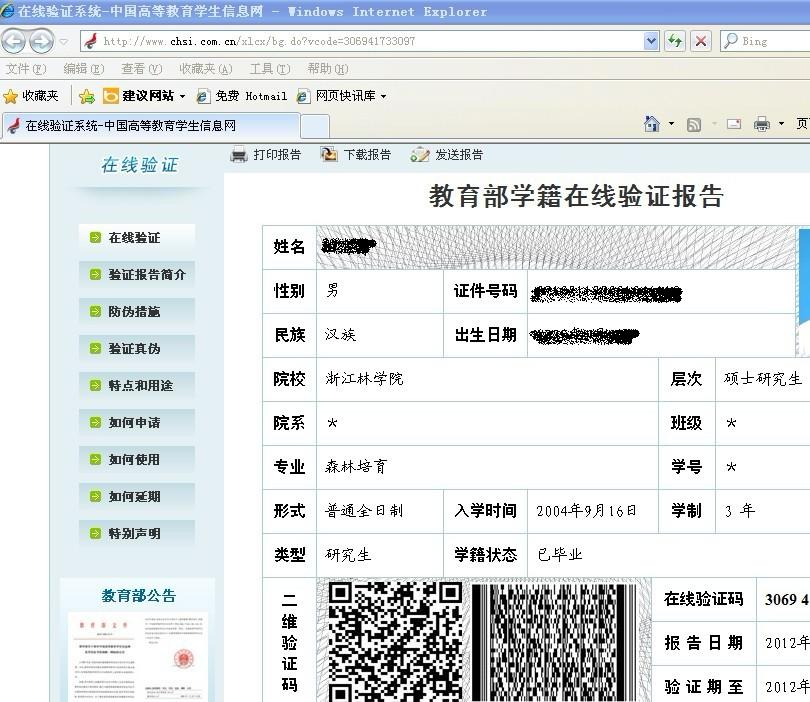 在线验证系统-中国高等教育学生信息网 - Windows Internet Explorer
http://www.chsi.com.cn/xlcx/bg.do?vcode=306941733097
Bing
文件(F) 编辑(E) 查看(V) 收藏夹(A) 工具(T) 帮助(H)
收藏夹 建议网站 免费 Hotmail 网页快讯库
在线验证系统-中国高等教育学生信息网
页
在线验证
打印报告 下载报告 发送报告
教育部学籍在线验证报告
在线验证
验证报告简介
防伪措施
验证真伪
特点和用途
如何申请
如何使用
如何延期
特别声明
教育部公告
姓名
性别 男 证件号码
民族 汉族 出生日期
院校 浙江林学院 层次 硕士研究生
院系 * 班级 *
专业 森林培育 学号 *
形式 普通全日制 入学时间 2004年9月16日 学制 3 年
类型 研究生 学籍状态 已毕业
二维验证码
在线验证码 3069 4
报告日期 2012年
验证期至 2012年